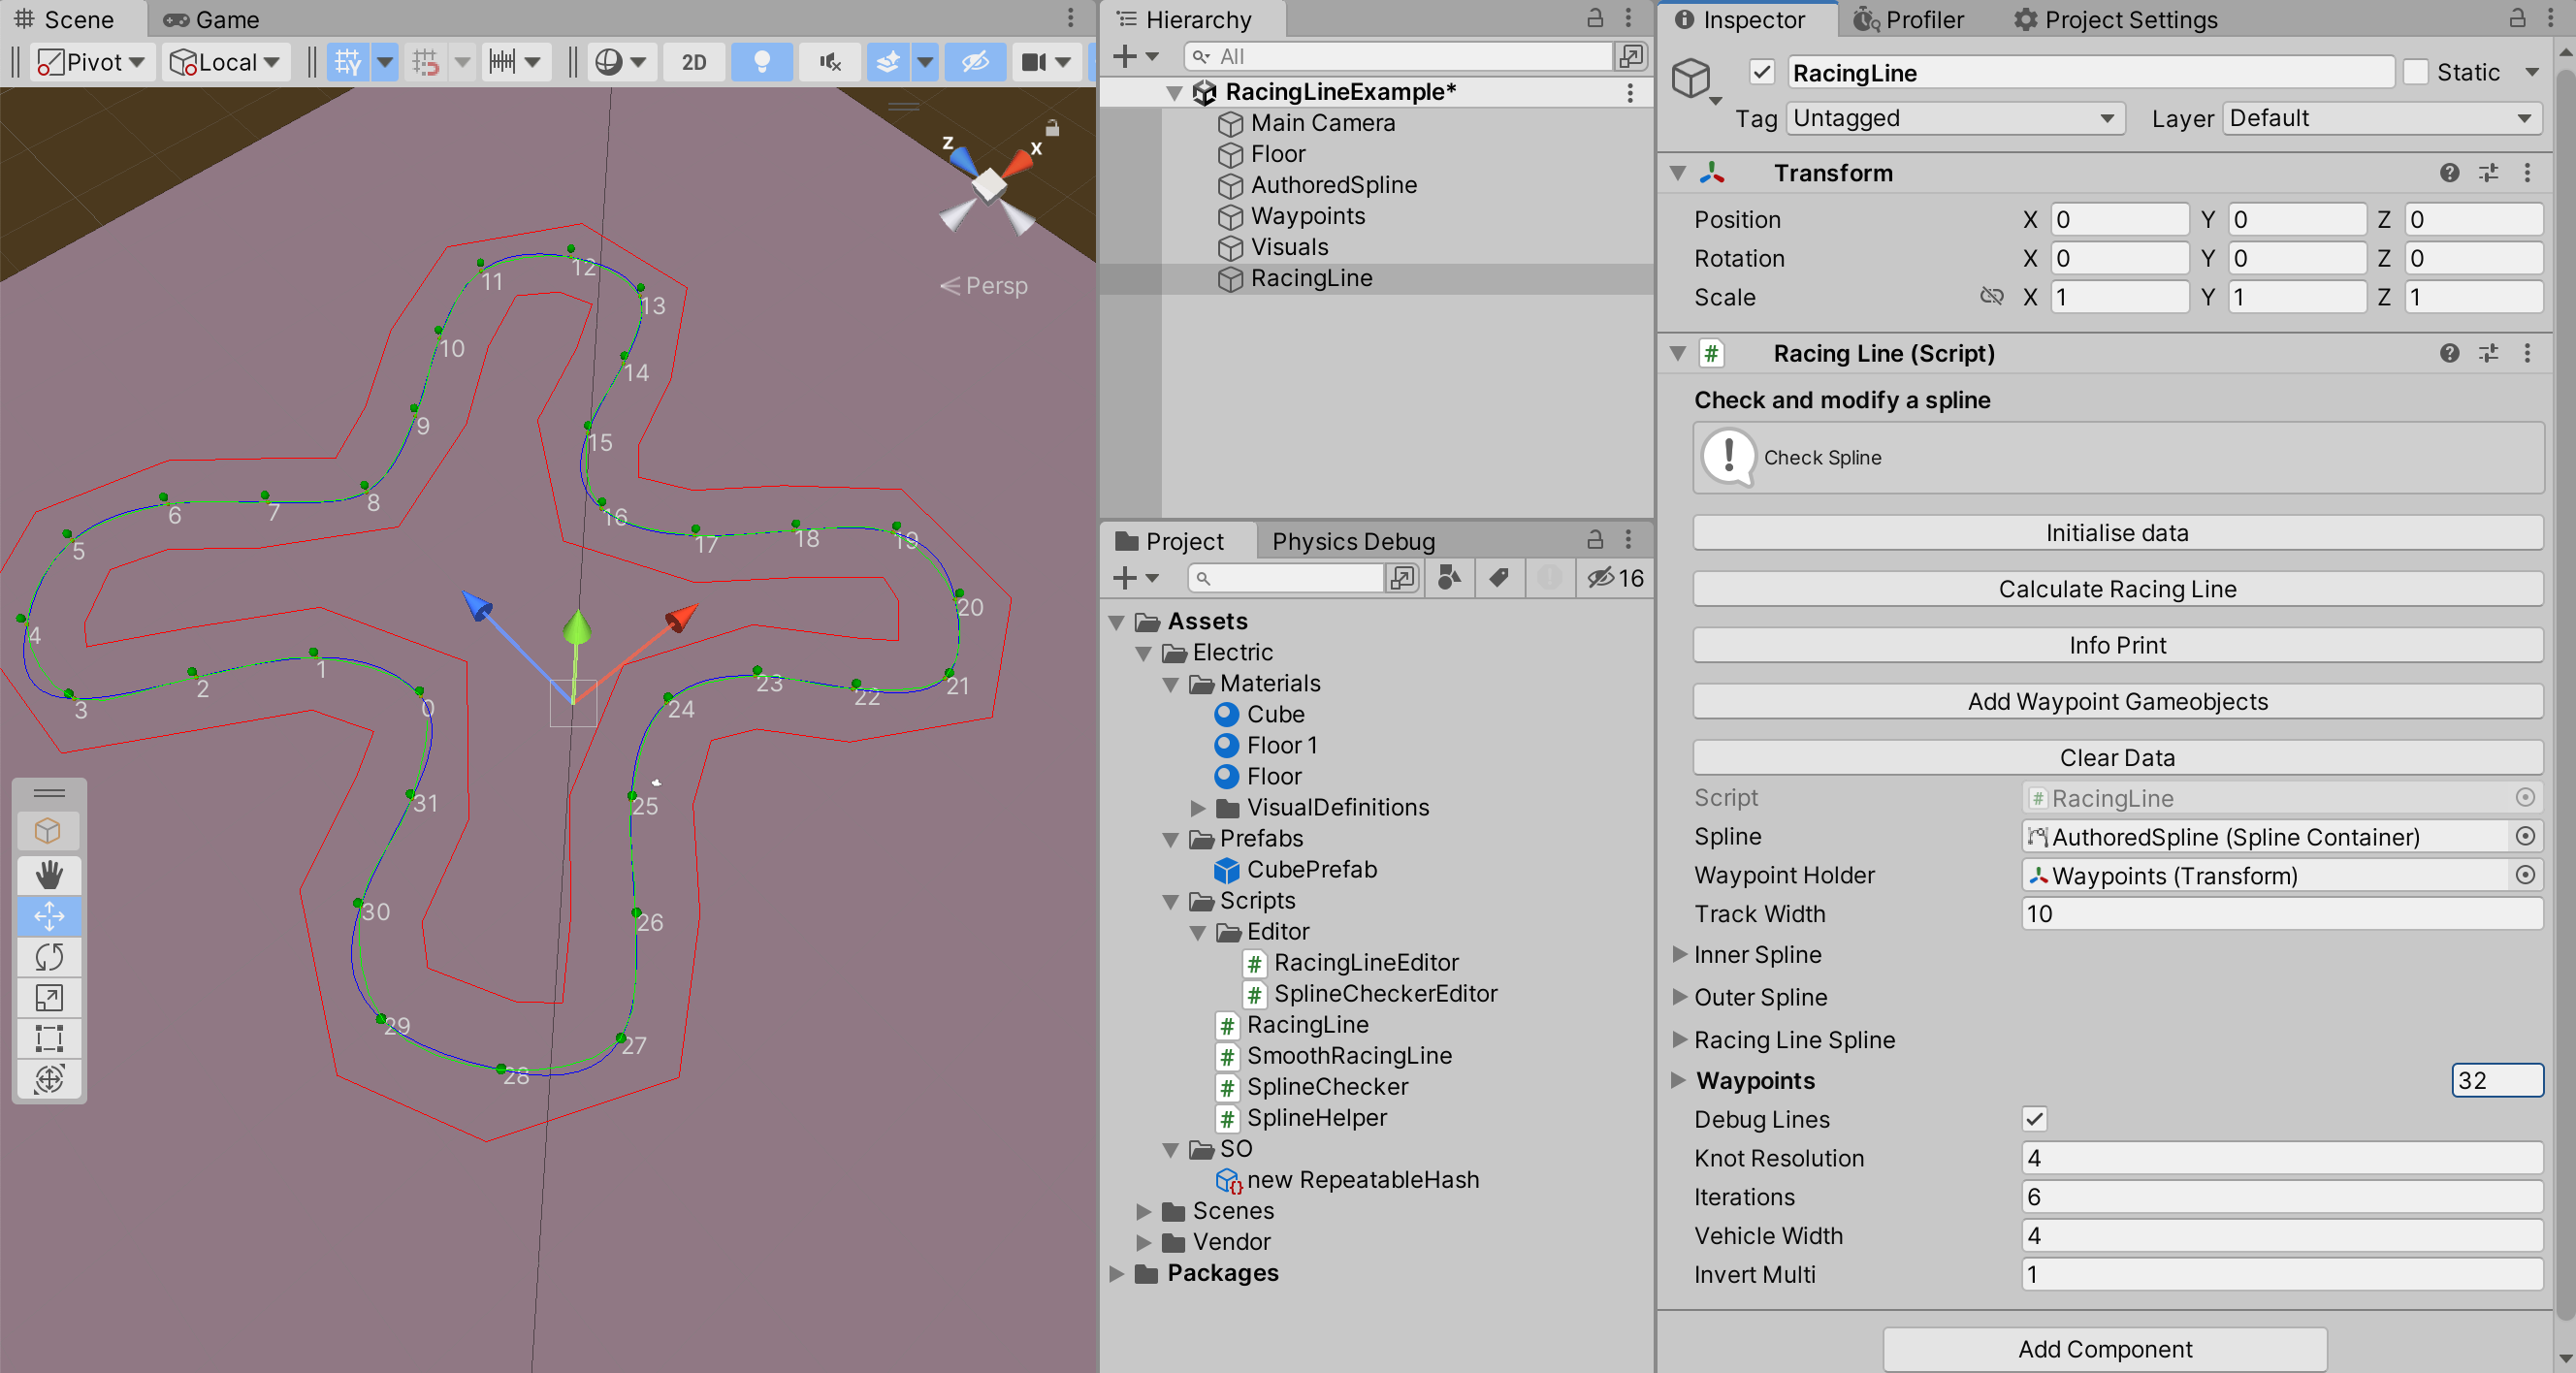 Scene
Game
Pivot
Local
2D
Z
X
Persp
12
11
13
10
14
9
15
8
7
6
16
5
17
18
19
20
4
1
2
3
0
21
22
23
24
31
25
30
26
29
27
28
Hierarchy
All
RacingLineExample*
Main Camera
Floor
AuthoredSpline
Waypoints
Visuals
RacingLine
Project
Physics Debug
16
Assets
Electric
Materials
Cube
Floor 1
Floor
VisualDefinitions
Prefabs
CubePrefab
Scripts
Editor
RacingLineEditor
SplineCheckerEditor
RacingLine
SmoothRacingLine
SplineChecker
SplineHelper
SO
new RepeatableHash
Scenes
Vendor
Packages
Inspector
Profiler
Project Settings
RacingLine
Static
Tag Untagged Layer Default
Transform
Position X 0 Y 0 Z 0
Rotation X 0 Y 0 Z 0
Scale X 1 Y 1 Z 1
# Racing Line (Script)
Check and modify a spline
Check Spline
Initialise data
Calculate Racing Line
Info Print
Add Waypoint Gameobjects
Clear Data
Script # RacingLine
Spline AuthoredSpline (Spline Container)
Waypoint Holder Waypoints (Transform)
Track Width 10
Inner Spline
Outer Spline
Racing Line Spline
Waypoints 32
Debug Lines
Knot Resolution 4
Iterations 6
Vehicle Width 4
Invert Multi 1
Add Component